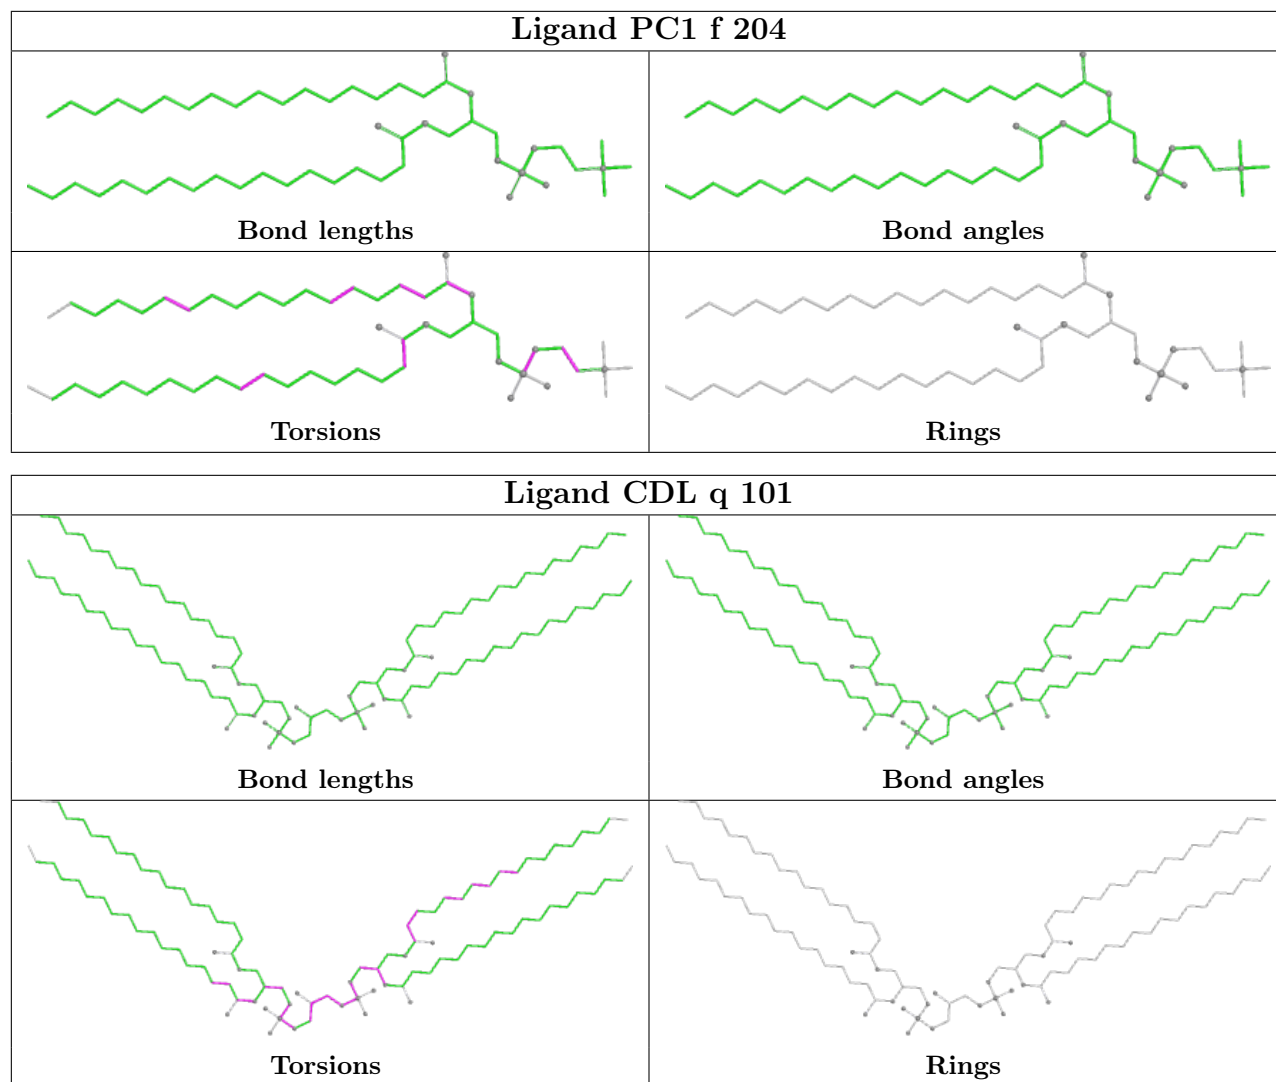 Ligand PC1 f 204
Bond lengths
Bond angles
Torsions
Rings
Ligand CDL q 101
Bond lengths
Bond angles
Torsions
Rings